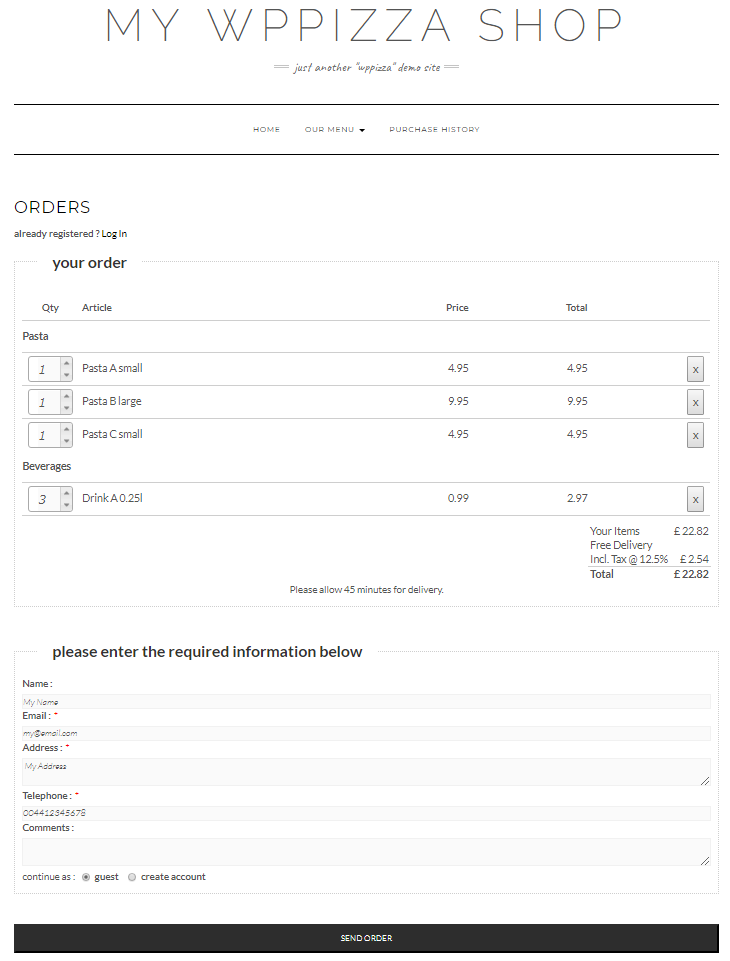 MY WPPIZZA SHOP
just another "wppizza" demo site
HOME OUR MENU PURCHASE HISTORY
ORDERS
already registered ? Log In
your order
Qty Article Price Total
Pasta
1 Pasta A small 4.95 4.95 x
1 Pasta B large 9.95 9.95 x
1 Pasta C small 4.95 4.95 x
Beverages
3 Drink A 0.25l 0.99 2.97 x
Your Items £ 22.82
Free Delivery
Incl. Tax @ 12.5% £ 2.54
Total £ 22.82
Please allow 45 minutes for delivery.
please enter the required information below
Name :
My Name
Email : *
my@email.com
Address : *
My Address
Telephone : *
004412345678
Comments :
continue as : guest create account
SEND ORDER